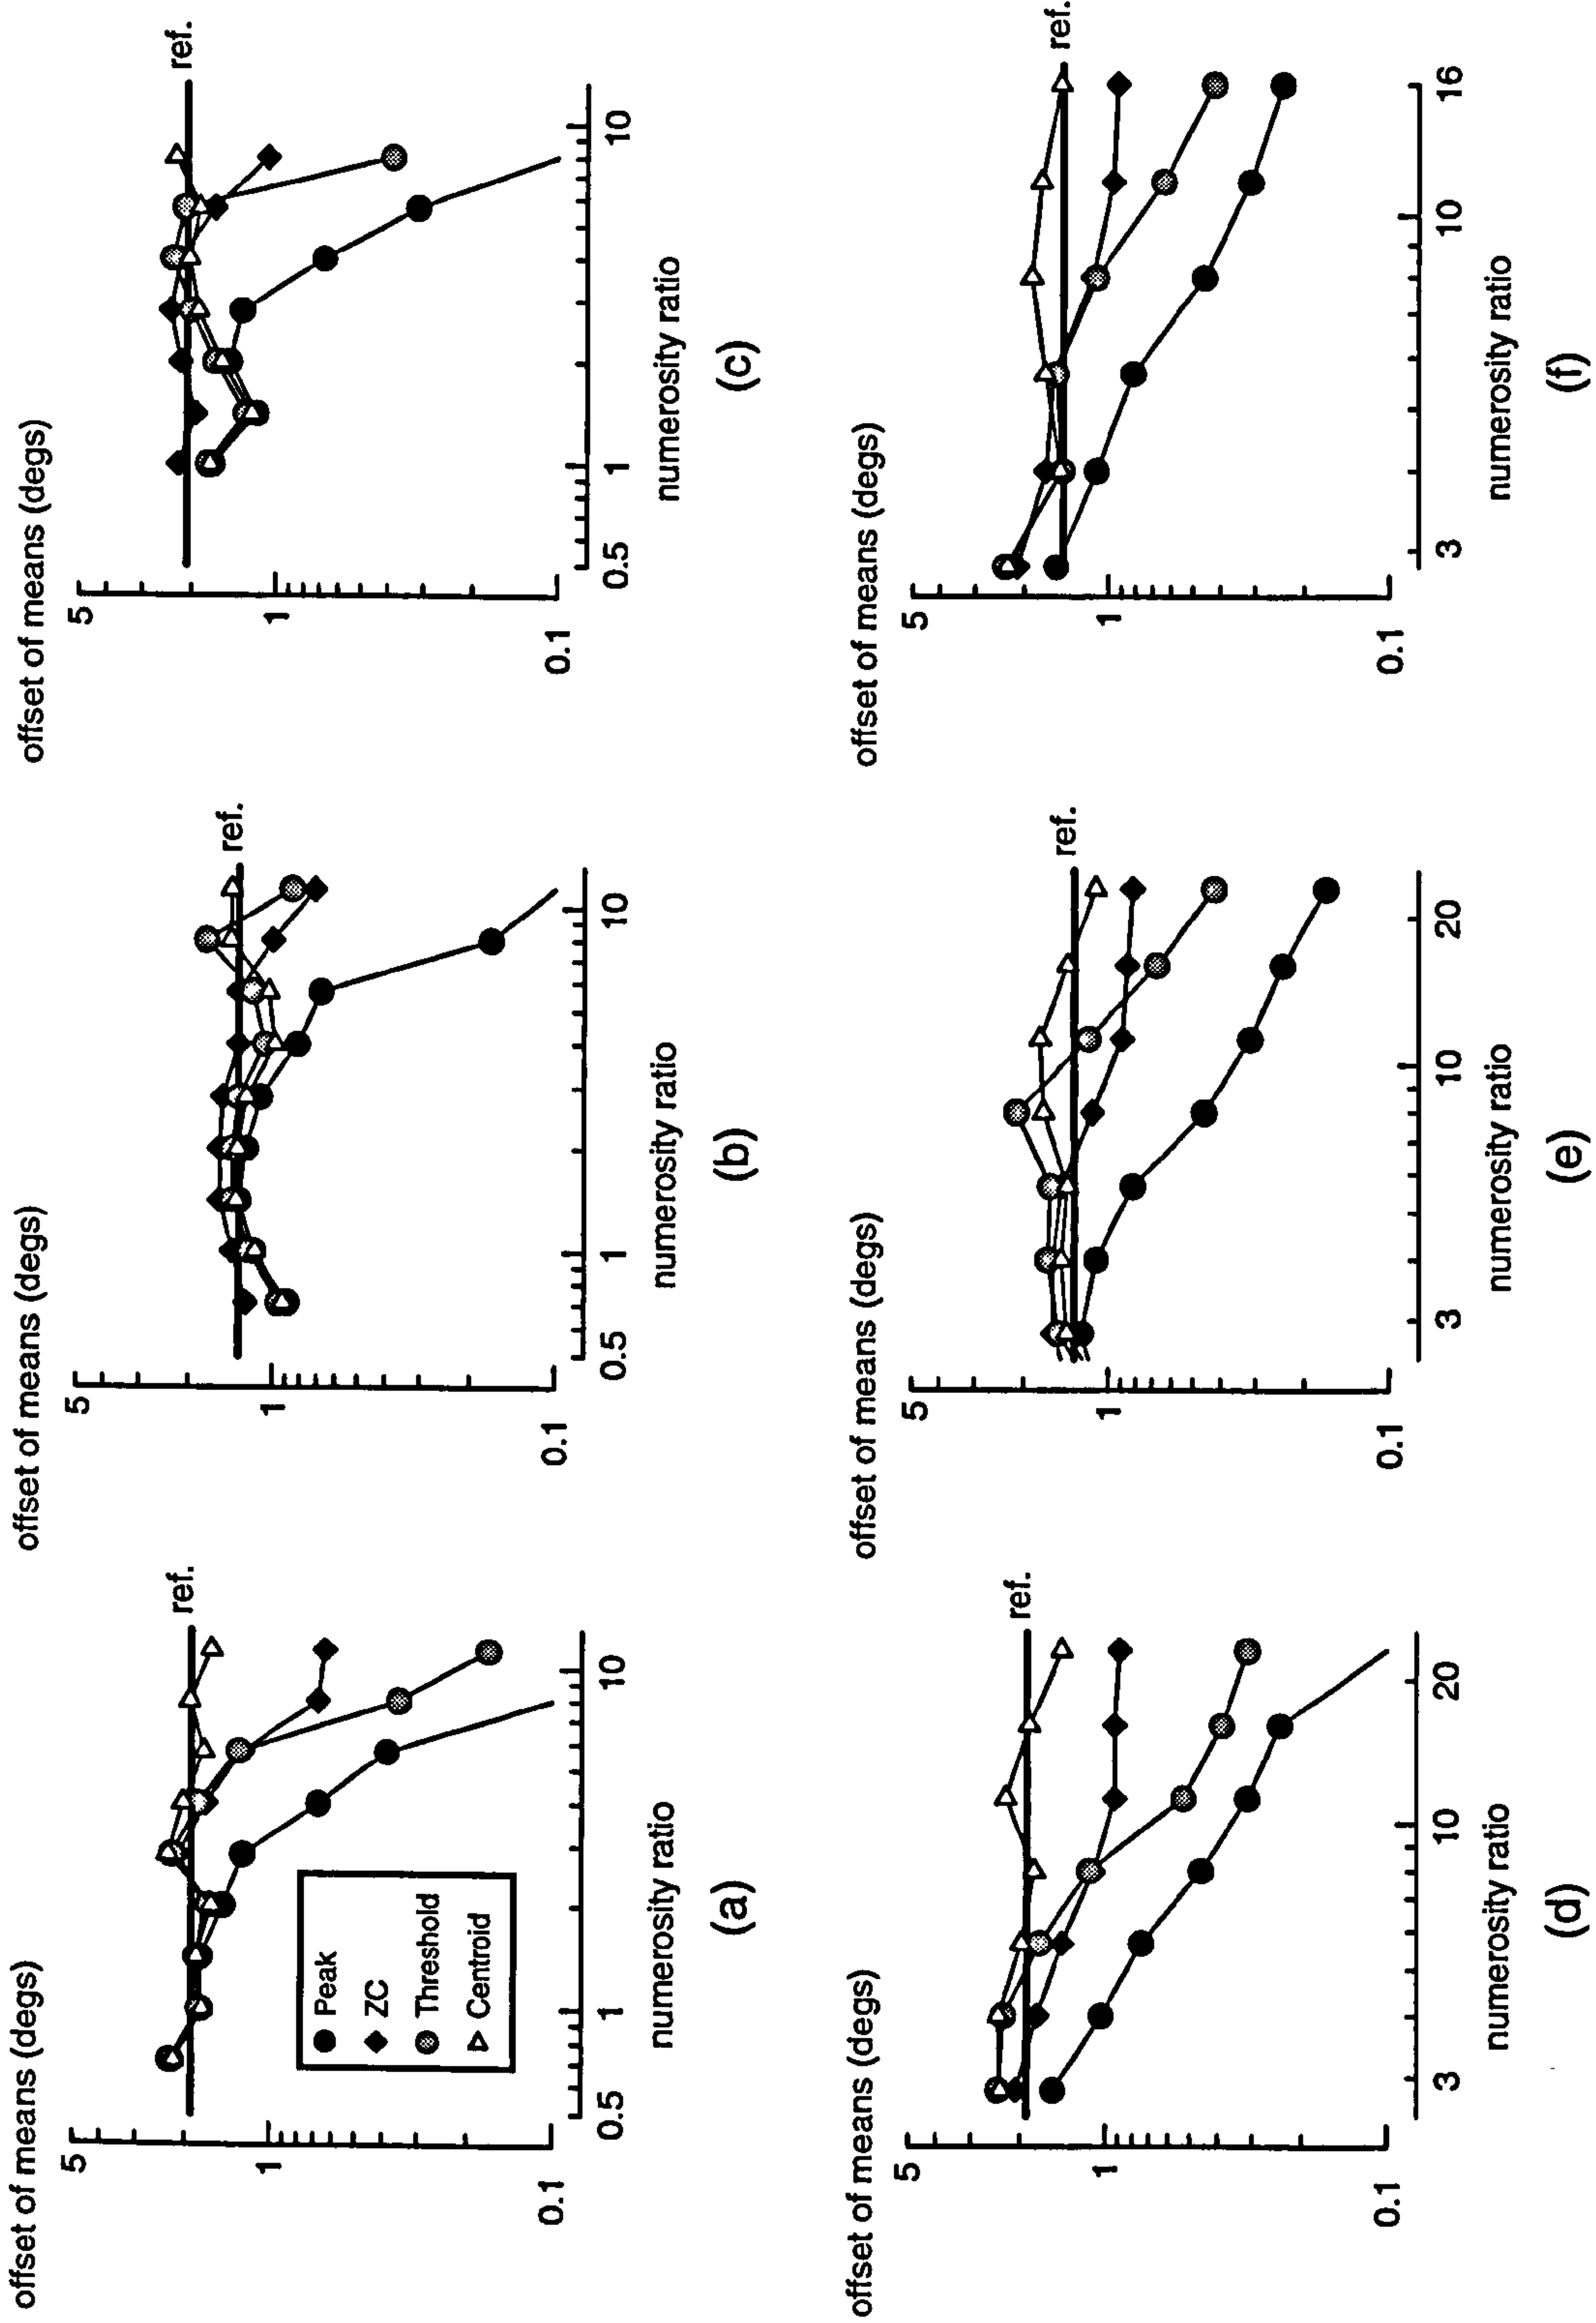 offset of means (degs)
5
1
0.1
ref.
Peak
ZC
Threshold
Centroid
0.5
1
10
numerosity ratio
(a)
offset of means (degs)
5
1
0.1
ref.
0.5
1
10
numerosity ratio
(b)
offset of means (degs)
5
1
0.1
ref.
0.5
1
10
numerosity ratio
(c)
offset of means (degs)
5
1
0.1
ref.
3
10
20
numerosity ratio
(d)
offset of means (degs)
5
1
0.1
ref.
3
10
20
numerosity ratio
(e)
offset of means (degs)
5
1
0.1
ref.
3
10
16
numerosity ratio
(f)